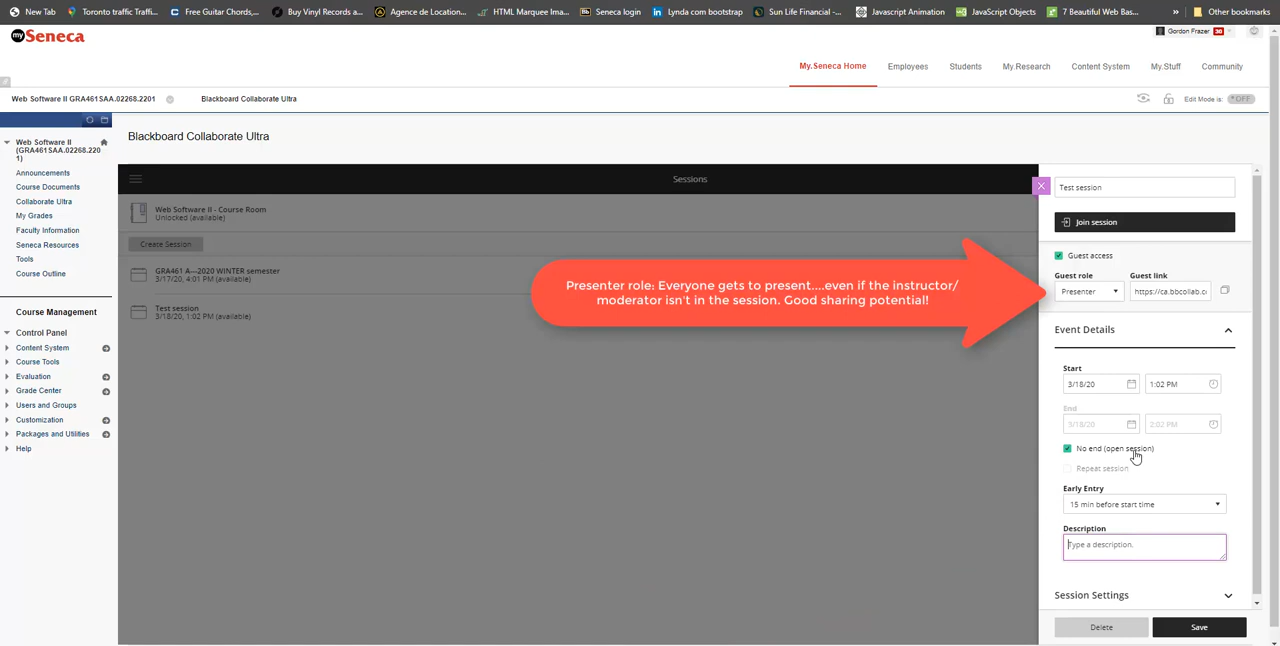 New Tab
Toronto traffic Traffi...
Free Guitar Chords,...
Buy Vinyl Records a...
Agence de Location...
HTML Marquee Ima...
Seneca login
Lynda com bootstrap
Sun Life Financial -...
Javascript Animation
JavaScript Objects
7 Beautiful Web Bas...
»
Other bookmarks
mySeneca
Gordon Frazer 36
My.Seneca Home
Employees
Students
My.Research
Content System
My.Stuff
Community
Web Software II GRA461SAA.02268.2201
Blackboard Collaborate Ultra
Edit Mode is: OFF
Web Software II
(GRA461SAA.02268.220
1)
Announcements
Course Documents
Collaborate Ultra
My Grades
Faculty Information
Seneca Resources
Tools
Course Outline
Course Management
Control Panel
Content System
Course Tools
Evaluation
Grade Center
Users and Groups
Customization
Packages and Utilities
Help
Blackboard Collaborate Ultra
Sessions
Web Software II - Course Room
Unlocked (available)
Create Session
GRA461 A---2020 WINTER semester
3/17/20, 4:01 PM (available)
Test session
3/18/20, 1:02 PM (available)
Presenter role: Everyone gets to present....even if the instructor/
moderator isn't in the session. Good sharing potential!
Test session
Join session
Guest access
Guest role
Guest link
Presenter
https://ca.bbcollab.c
Event Details
Start
3/18/20
1:02 PM
End
3/18/20
2:02 PM
No end (open session)
Repeat session
Early Entry
15 min before start time
Description
Type a description.
Session Settings
Delete
Save